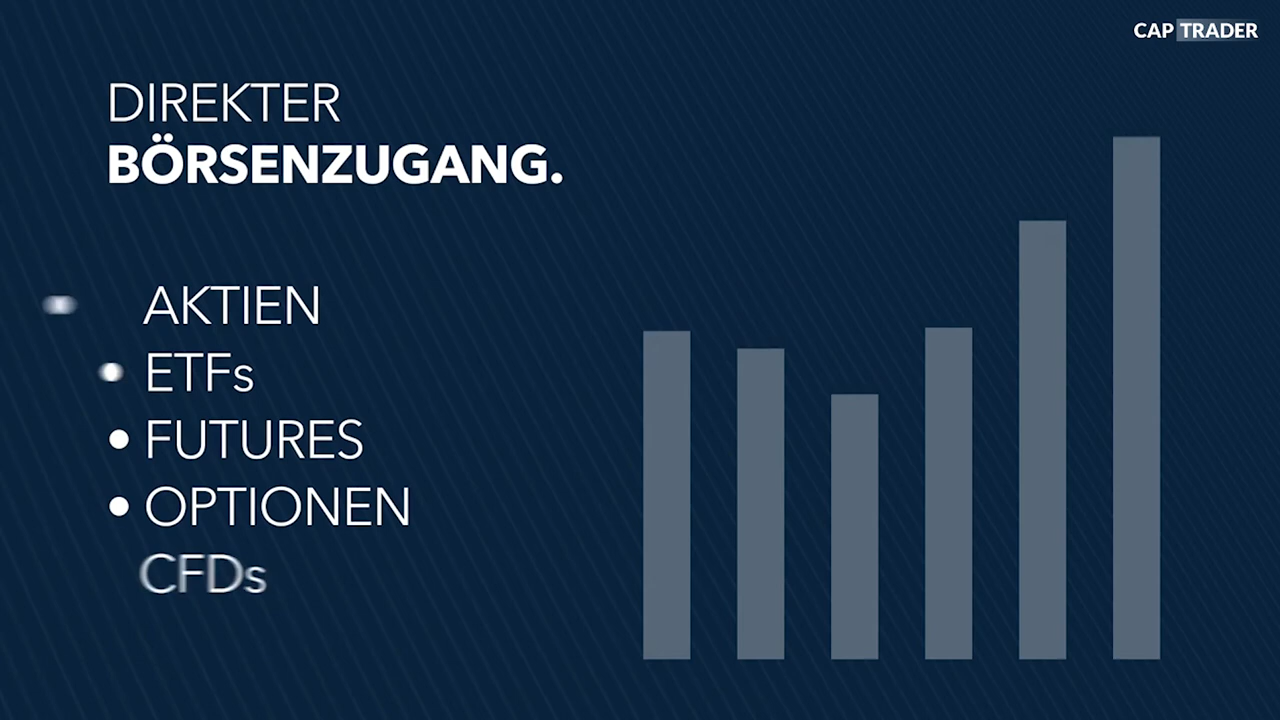 CAP TRADER
DIREKTER
BÖRSENZUGANG.
AKTIEN
• ETFs
• FUTURES
• OPTIONEN
CFDs